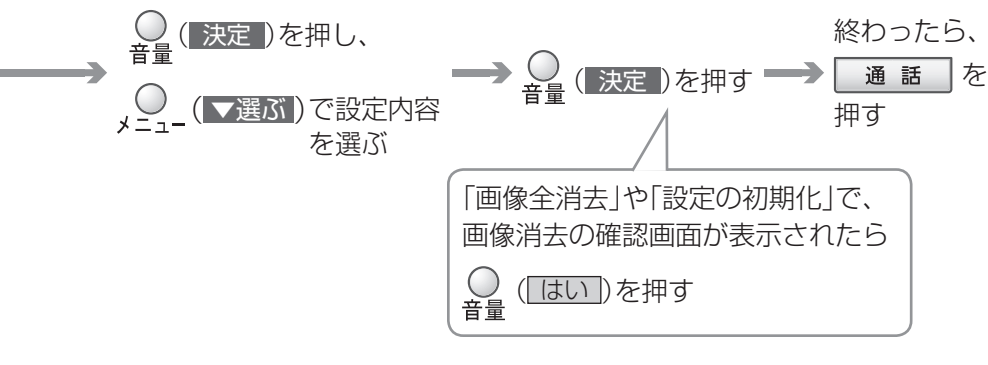 音量(決定)を押し、
メニュー(▼選ぶ)で設定内容
を選ぶ
音量(決定)を押す
終わったら、
通話を
押す
「画像全消去」や「設定の初期化」で、
画像消去の確認画面が表示されたら
音量(はい)を押す